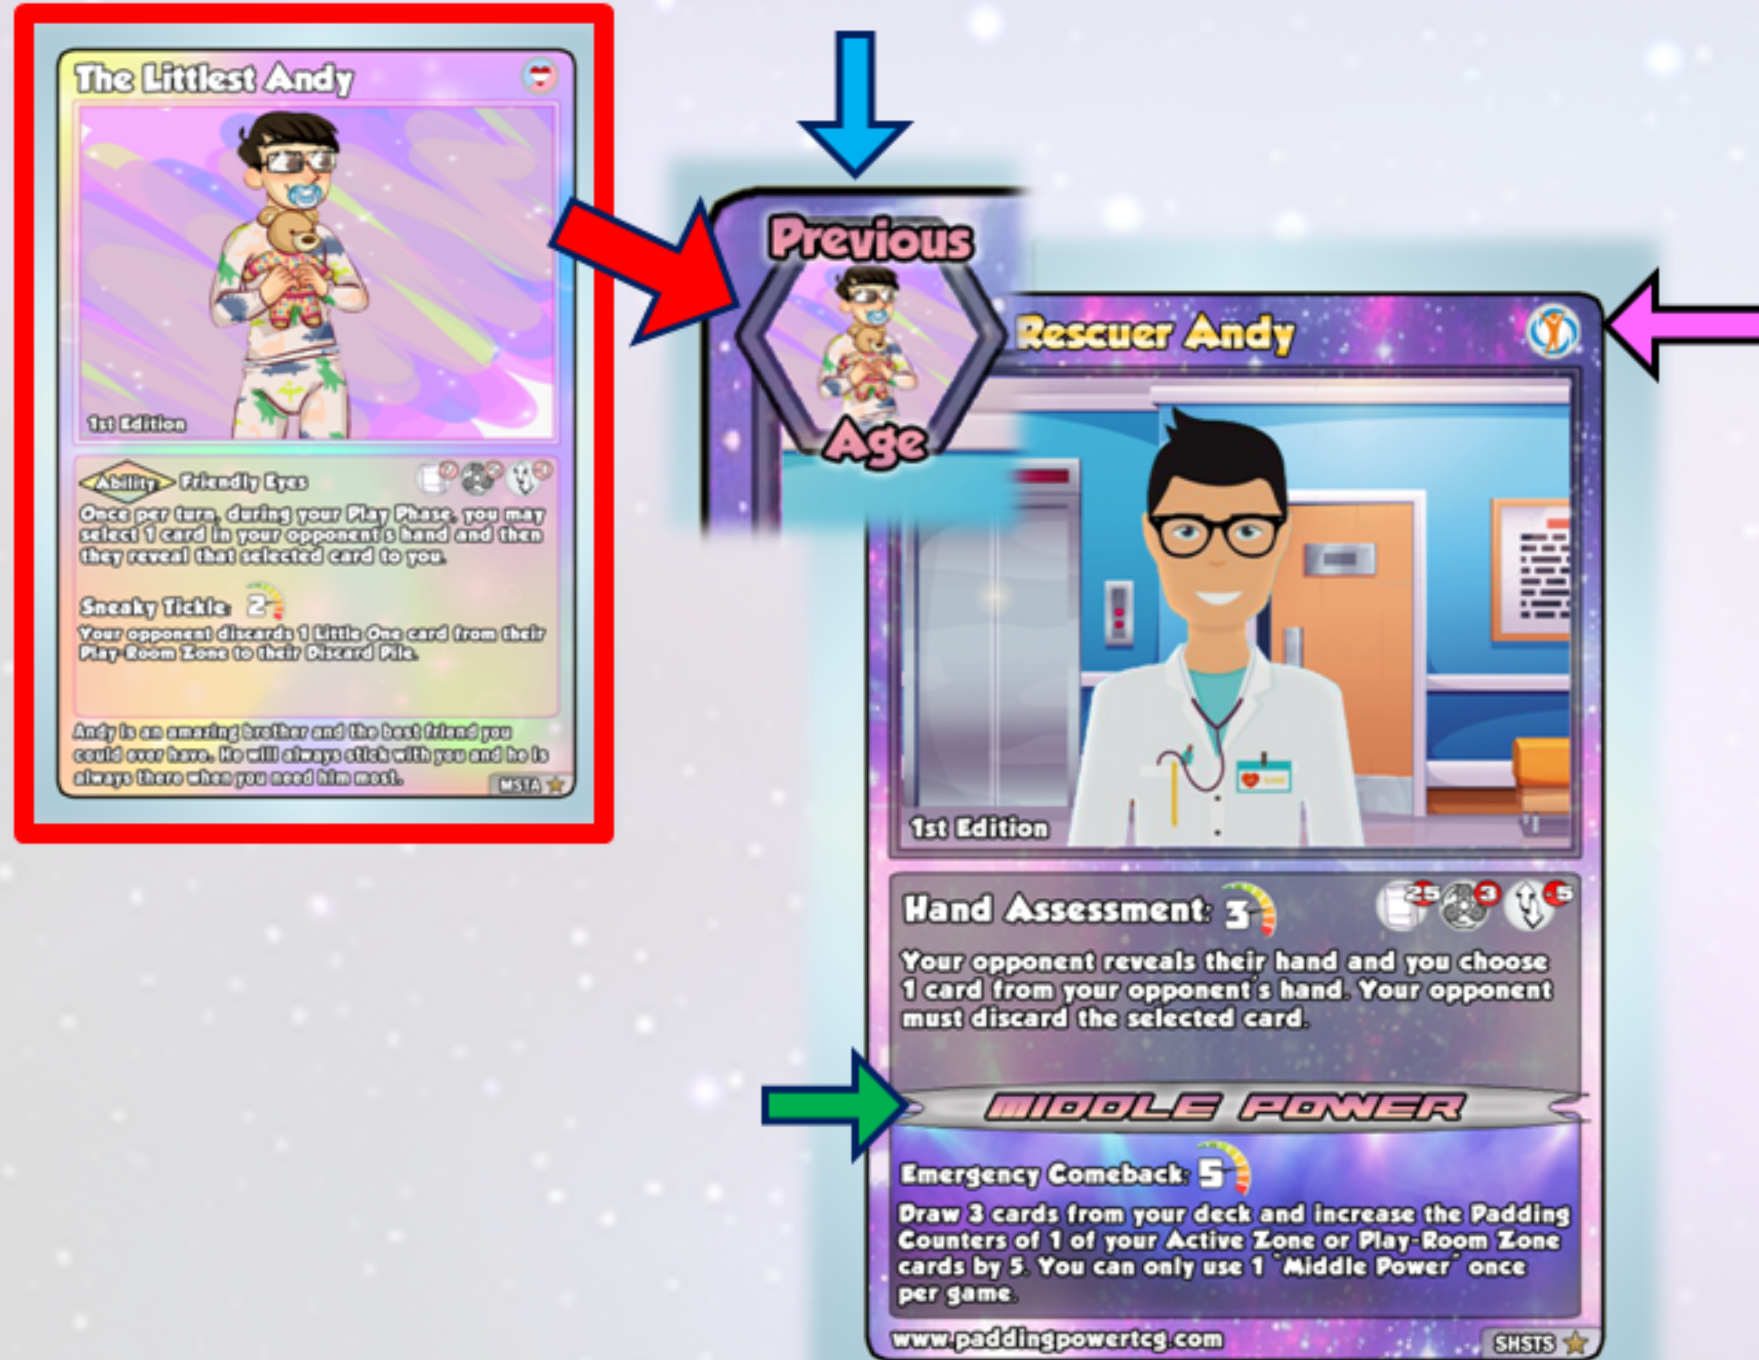 The Littlest Andy
1st Edition
Ability Friendly Eyes
Once per turn, during your Play Phase, you may
select 1 card in your opponent's hand and then
they reveal that selected card to you.
Sneaky Tickle: 2
Your opponent discards 1 Little One card from their
Play-Room Zone to their Discard Pile.
Andy is an amazing brother and the best friend you
could ever have. He will always stick with you and he is
always there when you need him most.
MSTA
Previous
Age
Rescuer Andy
1st Edition
Hand Assessment: 3
25 3 -5
Your opponent reveals their hand and you choose
1 card from your opponent's hand. Your opponent
must discard the selected card.
MIDDLE POWER
Emergency Comeback: 5
Draw 3 cards from your deck and increase the Padding
Counters of 1 of your Active Zone or Play-Room Zone
cards by 5. You can only use 1 `Middle Power´ once
per game.
www.paddingpowertcg.com
SHSTS